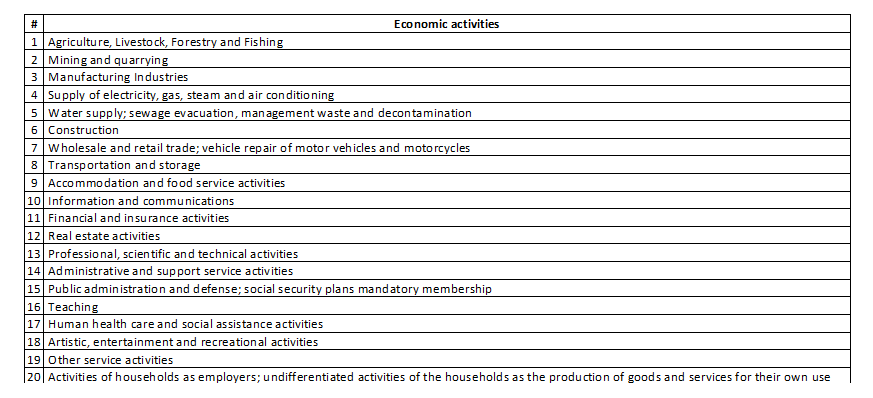 # Economic activities
1 Agriculture, Livestock, Forestry and Fishing
2 Mining and quarrying
3 Manufacturing Industries
4 Supply of electricity, gas, steam and air conditioning
5 Water supply; sewage evacuation, management waste and decontamination
6 Construction
7 Wholesale and retail trade; vehicle repair of motor vehicles and motorcycles
8 Transportation and storage
9 Accommodation and food service activities
10 Information and communications
11 Financial and insurance activities
12 Real estate activities
13 Professional, scientific and technical activities
14 Administrative and support service activities
15 Public administration and defense; social security plans mandatory membership
16 Teaching
17 Human health care and social assistance activities
18 Artistic, entertainment and recreational activities
19 Other service activities
20 Activities of households as employers; undifferentiated activities of the households as the production of goods and services for their own use